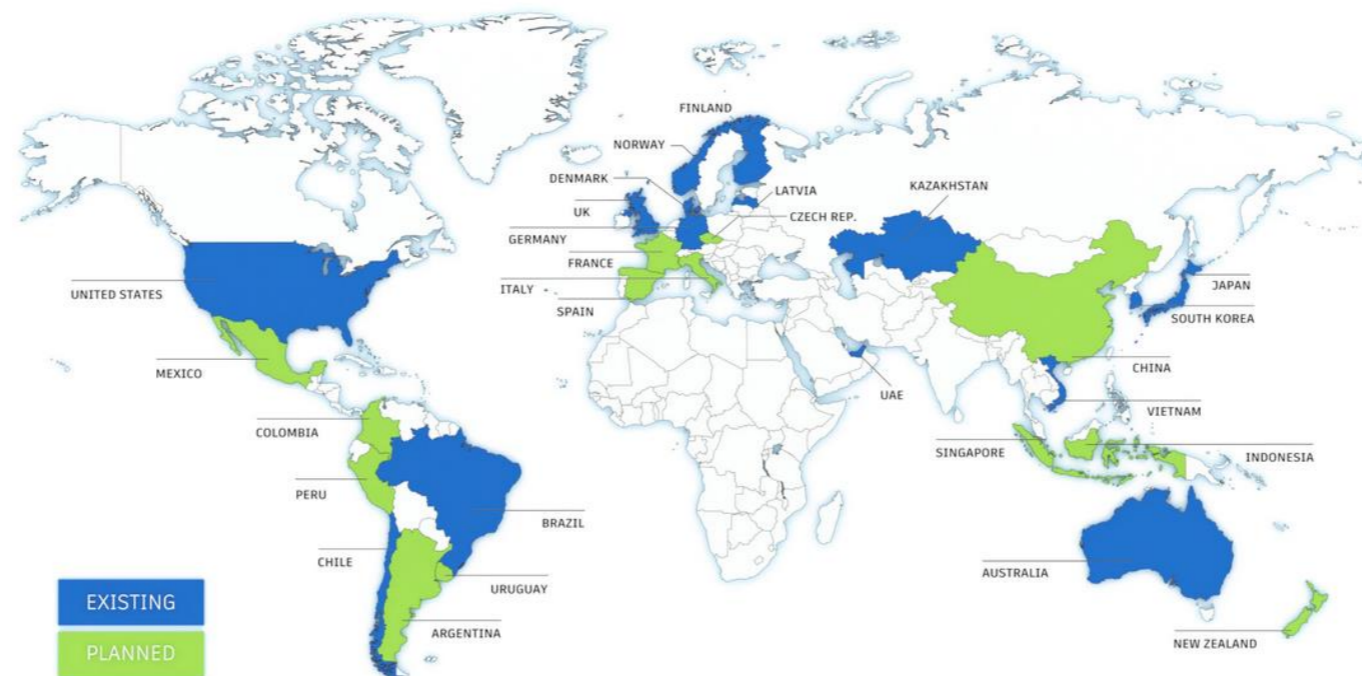 FINLAND
NORWAY
DENMARK
LATVIA
KAZAKHSTAN
UK
CZECH REP.
GERMANY
FRANCE
ITALY
JAPAN
UNITED STATES
SPAIN
SOUTH KOREA
MEXICO
CHINA
UAE
VIETNAM
COLOMBIA
SINGAPORE
INDONESIA
PERU
BRAZIL
CHILE
AUSTRALIA
URUGUAY
EXISTING
ARGENTINA
NEW ZEALAND
PLANNED